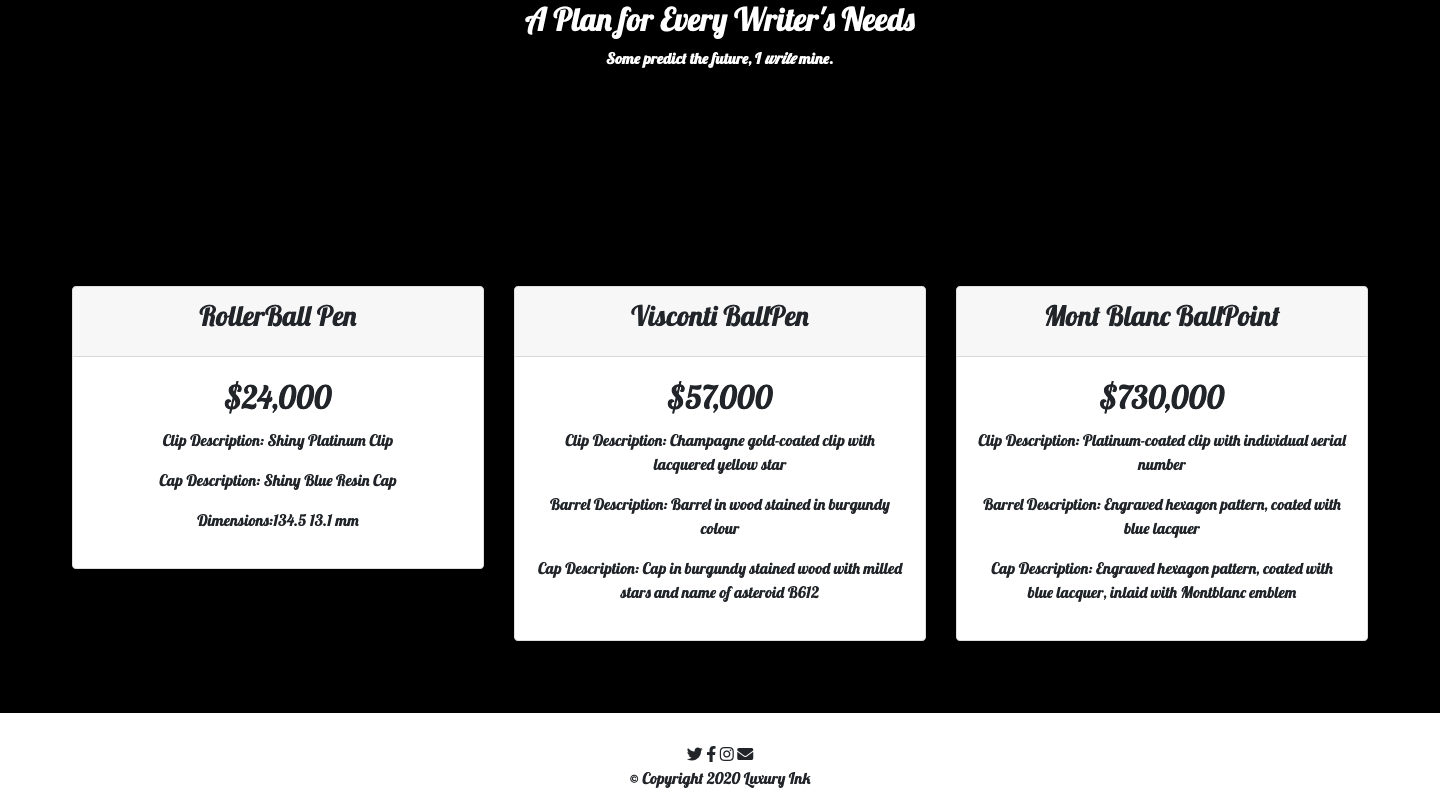 A Plan for Every Writer's Needs
Some predict the future, I write mine.
RollerBall Pen
$24,000
Clip Description: Shiny Platinum Clip
Cap Description: Shiny Blue Resin Cap
Dimensions:134.5 13.1 mm
Visconti BallPen
$57,000
Clip Description: Champagne gold-coated clip with
lacquered yellow star
Barrel Description: Barrel in wood stained in burgundy
colour
Cap Description: Cap in burgundy stained wood with milled
stars and name of asteroid B612
Mont Blanc BallPoint
$730,000
Clip Description: Platinum-coated clip with individual serial
number
Barrel Description: Engraved hexagon pattern, coated with
blue lacquer
Cap Description: Engraved hexagon pattern, coated with
blue lacquer, inlaid with Montblanc emblem
© Copyright 2020 Luxury Ink